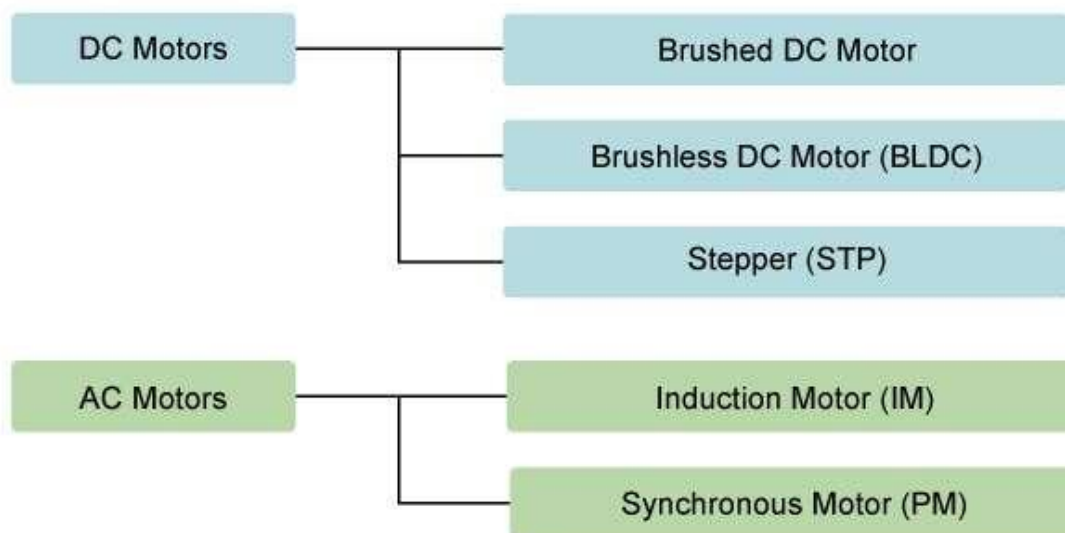 DC Motors
Brushed DC Motor
Brushless DC Motor (BLDC)
Stepper (STP)
AC Motors
Induction Motor (IM)
Synchronous Motor (PM)